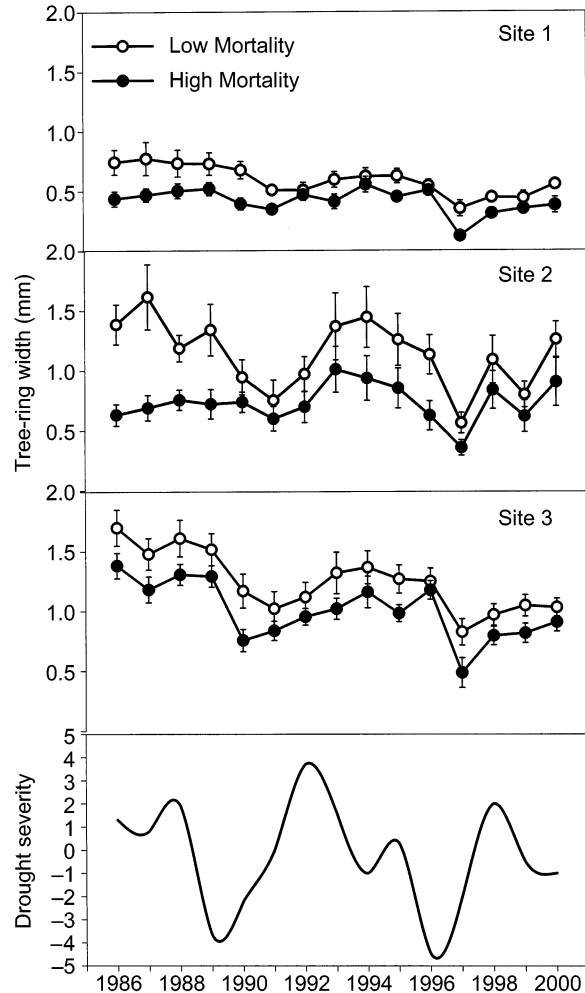 2.0
Site 1
Low Mortality
High Mortality
1.5
1.0
0.5
2.0
Site 2
1.5
1.0
0.5
Tree-ring width (mm)
2.0
Site 3
1.5
1.0
0.5
5
4
3
2
1
0
–1
–2
–3
–4
–5
Drought severity
1986 1988 1990 1992 1994 1996 1998 2000